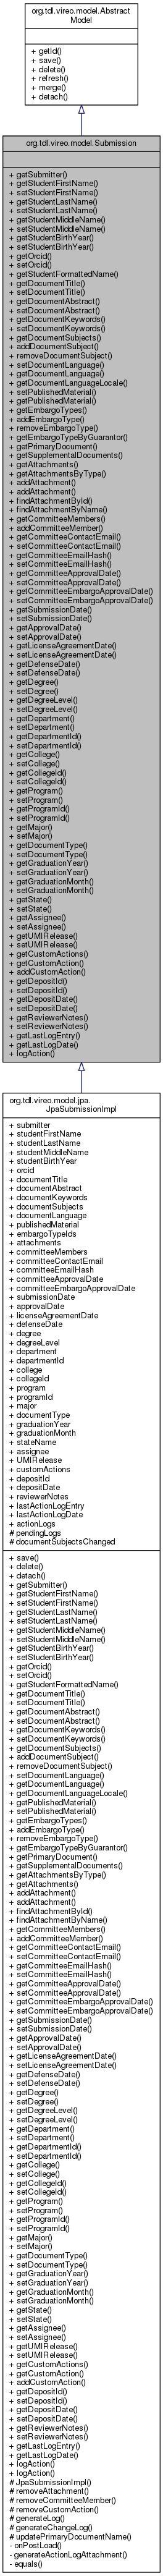 org.tdl.vireo.model.Abstract
Model
+ getId()
+ save()
+ delete()
+ refresh()
+ merge()
+ detach()
org.tdl.vireo.model.Submission
+ getSubmitter()
+ getStudentFirstName()
+ setStudentFirstName()
+ getStudentLastName()
+ setStudentLastName()
+ getStudentMiddleName()
+ setStudentMiddleName()
+ getStudentBirthYear()
+ setStudentBirthYear()
+ getOrcid()
+ setOrcid()
+ getStudentFormattedName()
+ getDocumentTitle()
+ setDocumentTitle()
+ getDocumentAbstract()
+ setDocumentAbstract()
+ getDocumentKeywords()
+ setDocumentKeywords()
+ getDocumentSubjects()
+ addDocumentSubject()
+ removeDocumentSubject()
+ setDocumentLanguage()
+ getDocumentLanguage()
+ getDocumentLanguageLocale()
+ setPublishedMaterial()
+ getPublishedMaterial()
+ getEmbargoTypes()
+ addEmbargoType()
+ removeEmbargoType()
+ getEmbargoTypeByGuarantor()
+ getPrimaryDocument()
+ getSupplementalDocuments()
+ getAttachments()
+ getAttachmentsByType()
+ addAttachment()
+ addAttachment()
+ findAttachmentById()
+ findAttachmentByName()
+ getCommitteeMembers()
+ addCommitteeMember()
+ getCommitteeContactEmail()
+ setCommitteeContactEmail()
+ getCommitteeEmailHash()
+ setCommitteeEmailHash()
+ getCommitteeApprovalDate()
+ setCommitteeApprovalDate()
+ getCommitteeEmbargoApprovalDate()
+ setCommitteeEmbargoApprovalDate()
+ getSubmissionDate()
+ setSubmissionDate()
+ getApprovalDate()
+ setApprovalDate()
+ getLicenseAgreementDate()
+ setLicenseAgreementDate()
+ getDefenseDate()
+ setDefenseDate()
+ getDegree()
+ setDegree()
+ getDegreeLevel()
+ setDegreeLevel()
+ getDepartment()
+ setDepartment()
+ getDepartmentId()
+ setDepartmentId()
+ getCollege()
+ setCollege()
+ getCollegeId()
+ setCollegeId()
+ getProgram()
+ setProgram()
+ getProgramId()
+ setProgramId()
+ getMajor()
+ setMajor()
+ getDocumentType()
+ setDocumentType()
+ getGraduationYear()
+ setGraduationYear()
+ getGraduationMonth()
+ setGraduationMonth()
+ getState()
+ setState()
+ getAssignee()
+ setAssignee()
+ getUMIRelease()
+ setUMIRelease()
+ getCustomActions()
+ getCustomAction()
+ addCustomAction()
+ getDepositId()
+ setDepositId()
+ getDepositDate()
+ setDepositDate()
+ getReviewerNotes()
+ setReviewerNotes()
+ getLastLogEntry()
+ getLastLogDate()
+ logAction()
org.tdl.vireo.model.jpa.
JpaSubmissionImpl
+ submitter
+ studentFirstName
+ studentLastName
+ studentMiddleName
+ studentBirthYear
+ orcid
+ documentTitle
+ documentAbstract
+ documentKeywords
+ documentSubjects
+ documentLanguage
+ publishedMaterial
+ embargoTypeIds
+ attachments
+ committeeMembers
+ committeeContactEmail
+ committeeEmailHash
+ committeeApprovalDate
+ committeeEmbargoApprovalDate
+ submissionDate
+ approvalDate
+ licenseAgreementDate
+ defenseDate
+ degree
+ degreeLevel
+ department
+ departmentId
+ college
+ collegeId
+ program
+ programId
+ major
+ documentType
+ graduationYear
+ graduationMonth
+ stateName
+ assignee
+ UMIRelease
+ customActions
+ depositId
+ depositDate
+ reviewerNotes
+ lastActionLogEntry
+ lastActionLogDate
+ actionLogs
# pendingLogs
# documentSubjectsChanged
+ save()
+ delete()
+ detach()
+ getSubmitter()
+ getStudentFirstName()
+ setStudentFirstName()
+ getStudentLastName()
+ setStudentLastName()
+ getStudentMiddleName()
+ setStudentMiddleName()
+ getStudentBirthYear()
+ setStudentBirthYear()
+ getOrcid()
+ setOrcid()
+ getStudentFormattedName()
+ getDocumentTitle()
+ setDocumentTitle()
+ getDocumentAbstract()
+ setDocumentAbstract()
+ getDocumentKeywords()
+ setDocumentKeywords()
+ getDocumentSubjects()
+ addDocumentSubject()
+ removeDocumentSubject()
+ setDocumentLanguage()
+ getDocumentLanguage()
+ getDocumentLanguageLocale()
+ getPublishedMaterial()
+ setPublishedMaterial()
+ getEmbargoTypes()
+ addEmbargoType()
+ removeEmbargoType()
+ getEmbargoTypeByGuarantor()
+ getPrimaryDocument()
+ getSupplementalDocuments()
+ getAttachmentsByType()
+ getAttachments()
+ addAttachment()
+ addAttachment()
+ findAttachmentById()
+ findAttachmentByName()
+ getCommitteeMembers()
+ addCommitteeMember()
+ getCommitteeContactEmail()
+ setCommitteeContactEmail()
+ getCommitteeEmailHash()
+ setCommitteeEmailHash()
+ getCommitteeApprovalDate()
+ setCommitteeApprovalDate()
+ getCommitteeEmbargoApprovalDate()
+ setCommitteeEmbargoApprovalDate()
+ getSubmissionDate()
+ setSubmissionDate()
+ getApprovalDate()
+ setApprovalDate()
+ getLicenseAgreementDate()
+ setLicenseAgreementDate()
+ getDefenseDate()
+ setDefenseDate()
+ getDegree()
+ setDegree()
+ getDegreeLevel()
+ setDegreeLevel()
+ getDepartment()
+ setDepartment()
+ getDepartmentId()
+ setDepartmentId()
+ getCollege()
+ setCollege()
+ getCollegeId()
+ setCollegeId()
+ getProgram()
+ setProgram()
+ getProgramId()
+ setProgramId()
+ getMajor()
+ setMajor()
+ getDocumentType()
+ setDocumentType()
+ getGraduationYear()
+ setGraduationYear()
+ getGraduationMonth()
+ setGraduationMonth()
+ getState()
+ setState()
+ getAssignee()
+ setAssignee()
+ getUMIRelease()
+ setUMIRelease()
+ getCustomActions()
+ getCustomAction()
+ addCustomAction()
+ getDepositId()
+ setDepositId()
+ getDepositDate()
+ setDepositDate()
+ getReviewerNotes()
+ setReviewerNotes()
+ getLastLogEntry()
+ getLastLogDate()
+ logAction()
+ logAction()
# JpaSubmissionImpl()
# removeAttachment()
# removeCommitteeMember()
# removeCustomAction()
# generateLog()
# generateChangeLog()
# updatePrimaryDocumentName()
- onPostLoad()
- generateActionLogAttachment()
- equals()